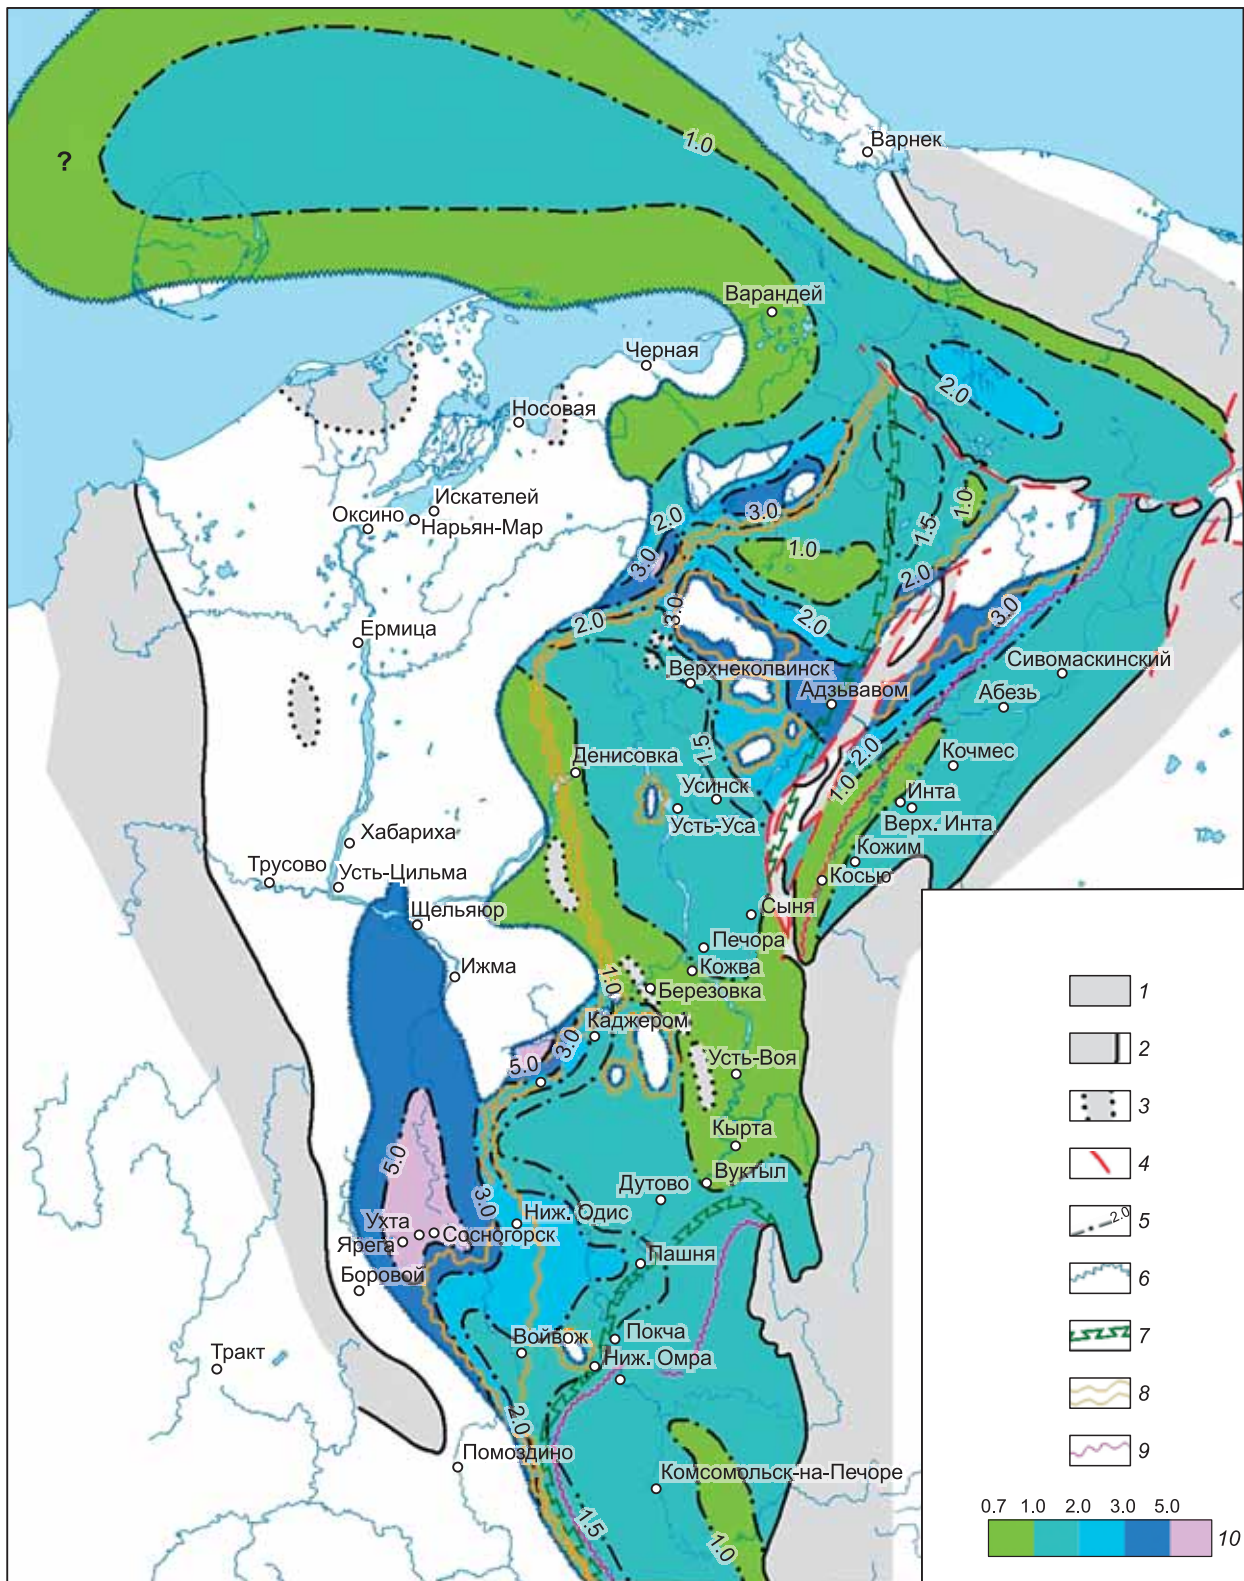 Варнек
1.0
?
Варандей
Черная
2.0
Носовая
Искателей
Оксино
Нарьян-Мар
3.0
2.0
1.0
1.5
1.0
3.0
2.0
3.0
3.0
2.0
2.0
Ермица
Верхнеколвинск
Сивомаскинский
Адзьвавом
Абезь
1.5
2.0
Денисовка
Кочмес
Усинск
1.0
Инта
Усть-Уса
Верх. Инта
Хабариха
Кожим
Трусово
Усть-Цильма
Косью
Щельяюр
Сыня
Печора
Ижма
Кожва
1.0
Березовка
Каджером
3.0
5.0
Усть-Воя
Кырта
5.0
Вуктыл
Дутово
3.0
Ниж. Одис
Ухта
Сосногорск
Ярега
Пашня
Боровой
Покча
Войвож
Ниж. Омра
Тракт
2.0
Помоздино
Комсомольск-на-Печоре
1.5
1.0
1
2
3
4
2.0
5
6
7
8
9
0.7 1.0 2.0 3.0 5.0
10